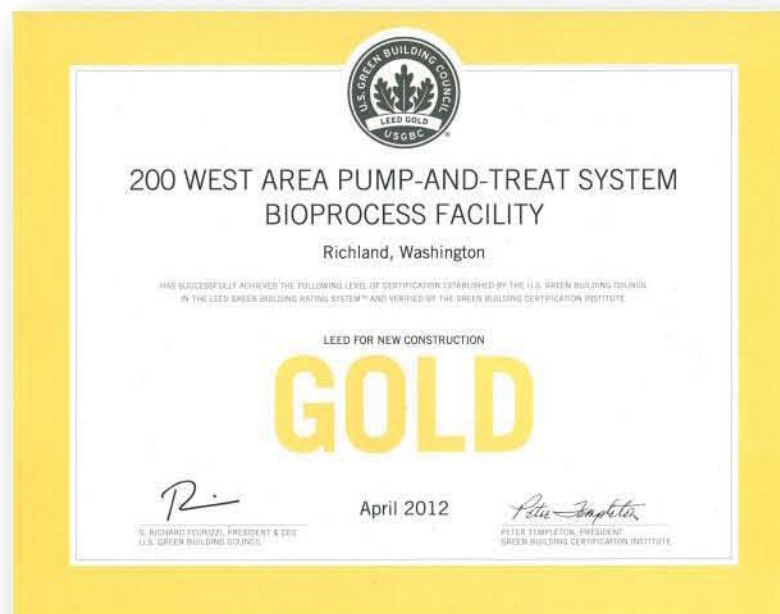 U.S. GREEN BUILDING COUNCIL
LEED GOLD
USGBC
®
200 WEST AREA PUMP-AND-TREAT SYSTEM
BIOPROCESS FACILITY
Richland, Washington
HAS SUCCESSFULLY ACHIEVED THE FOLLOWING LEVEL OF CERTIFICATION ESTABLISHED BY THE U.S. GREEN BUILDING COUNCIL
IN THE LEED GREEN BUILDING RATING SYSTEM™ AND VERIFIED BY THE GREEN BUILDING CERTIFICATION INSTITUTE
LEED FOR NEW CONSTRUCTION
GOLD
April 2012
Peter Templeton
S. RICHARD FEDRIZZI, PRESIDENT & CEO
U.S. GREEN BUILDING COUNCIL
PETER TEMPLETON, PRESIDENT
GREEN BUILDING CERTIFICATION INSTITUTE